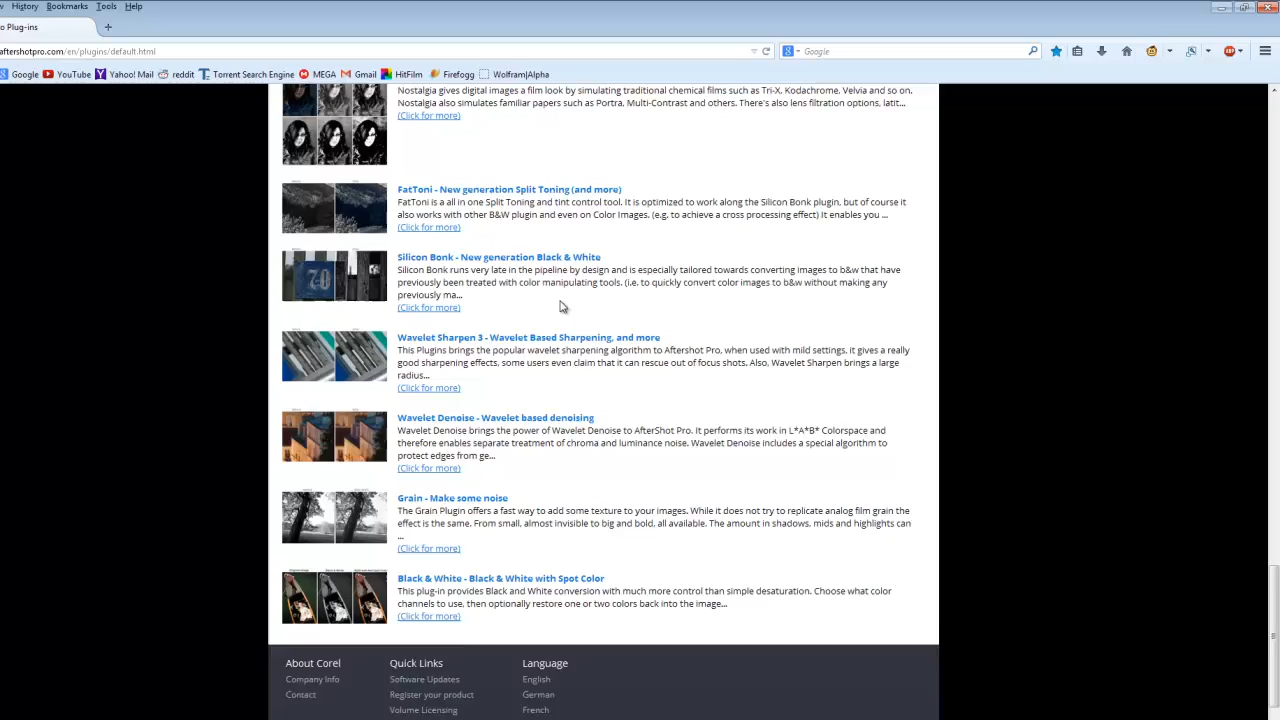 History Bookmarks Tools Help
o Plug-ins
aftershotpro.com/en/plugins/default.html
Google
Google YouTube Yahoo! Mail reddit Torrent Search Engine MEGA Gmail HitFilm Firefogg Wolfram|Alpha
Nostalgia gives digital images a film look by simulating traditional chemical films such as Tri-X, Kodachrome, Velvia and so on.
Nostalgia also simulates familiar papers such as Portra, Multi-Contrast and others. There's also lens filtration options, latit...
(Click for more)
FatToni - New generation Split Toning (and more)
FatToni is a all in one Split Toning and tint control tool. It is optimized to work along the Silicon Bonk plugin, but of course it
also works with other B&W plugin and even on Color Images. (e.g. to achieve a cross processing effect) It enables you ...
(Click for more)
Silicon Bonk - New generation Black & White
Silicon Bonk runs very late in the pipeline by design and is especially tailored towards converting images to b&w that have
previously been treated with color manipulating tools. (i.e. to quickly convert color images to b&w without making any
previously ma...
(Click for more)
70
Wavelet Sharpen 3 - Wavelet Based Sharpening, and more
This Plugins brings the popular wavelet sharpening algorithm to Aftershot Pro, when used with mild settings, it gives a really
good sharpening effects, some users even claim that it can rescue out of focus shots. Also, Wavelet Sharpen brings a large
radius...
(Click for more)
Wavelet Denoise - Wavelet based denoising
Wavelet Denoise brings the power of Wavelet Denoise to AfterShot Pro. It performs its work in L*A*B* Colorspace and
therefore enables separate treatment of chroma and luminance noise. Wavelet Denoise includes a special algorithm to
protect edges from ge...
(Click for more)
Grain - Make some noise
The Grain Plugin offers a fast way to add some texture to your images. While it does not try to replicate analog film grain the
effect is the same. From small, almost invisible to big and bold, all available. The amount in shadows, mids and highlights can
...
(Click for more)
Black & White - Black & White with Spot Color
This plug-in provides Black and White conversion with much more control than simple desaturation. Choose what color
channels to use, then optionally restore one or two colors back into the image...
(Click for more)
About Corel
Company Info
Contact
Quick Links
Software Updates
Register your product
Volume Licensing
Language
English
German
French